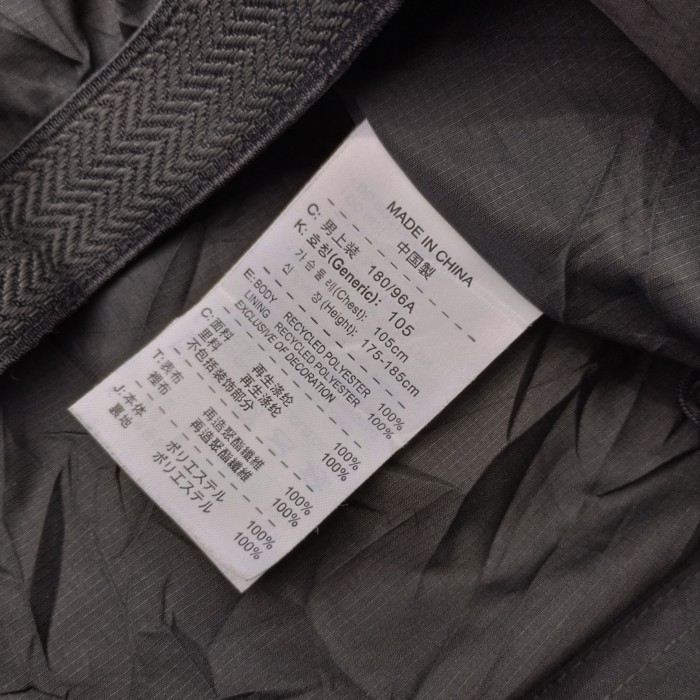 MADE IN CHINA
中国製
C: 男上装 180/96A
K: 호칭(Generic): 105
가슴둘레(Chest): 105cm
신 장(Height): 175-185cm
E: BODY RECYCLED POLYESTER 100%
LINING RECYCLED POLYESTER 100%
EXCLUSIVE OF DECORATION
C: 面料 再生涤纶 100%
里料 再生涤纶 100%
不包括装饰部分
T: 表布 再造聚酯纖維 100%
裡布 再造聚酯纖維 100%
J: 本体 ポリエステル 100%
裏地 ポリエステル 100%